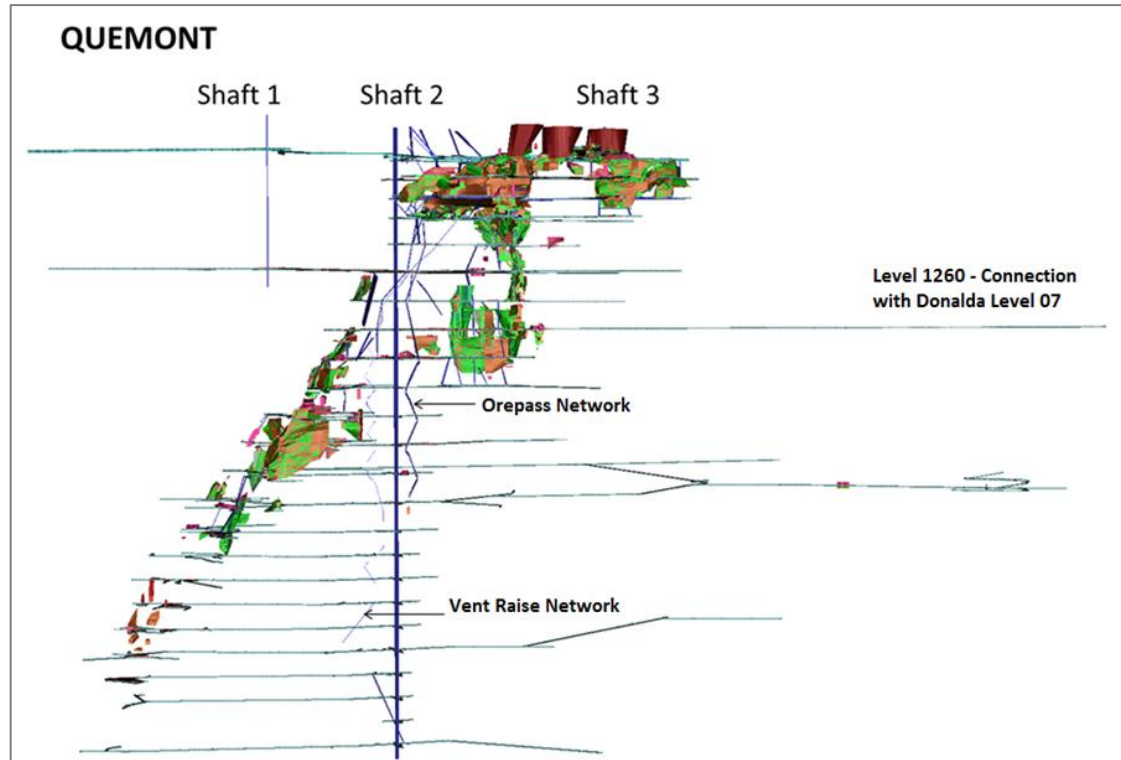 QUEMONT
Shaft 1
Shaft 2
Shaft 3
Level 1260 - Connection
with Donalda Level 07
Orepass Network
Vent Raise Network